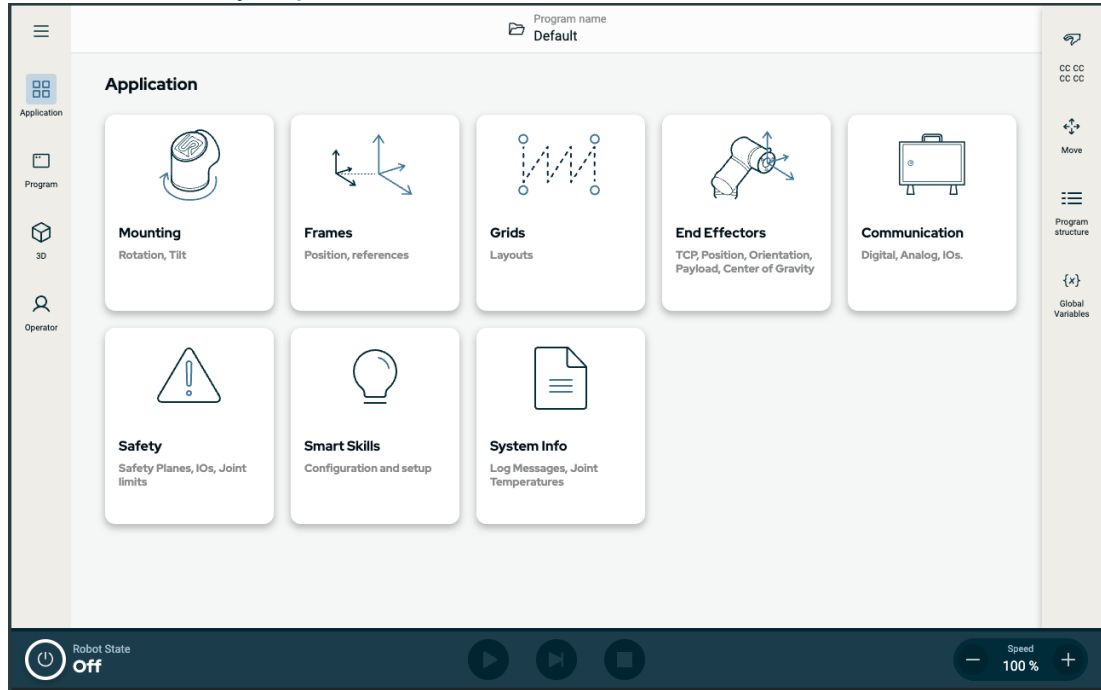 Program name
Default
Application
Program
3D
Operator
Application
Mounting
Rotation, Tilt
Frames
Position, references
Grids
Layouts
End Effectors
TCP, Position, Orientation,
Payload, Center of Gravity
Communication
Digital, Analog, IOs.
Safety
Safety Planes, IOs, Joint
limits
Smart Skills
Configuration and setup
System Info
Log Messages, Joint
Temperatures
CC CC
CC CC
Move
Program
structure
{x}
Global
Variables
Robot State
Off
Speed
100 %
UR